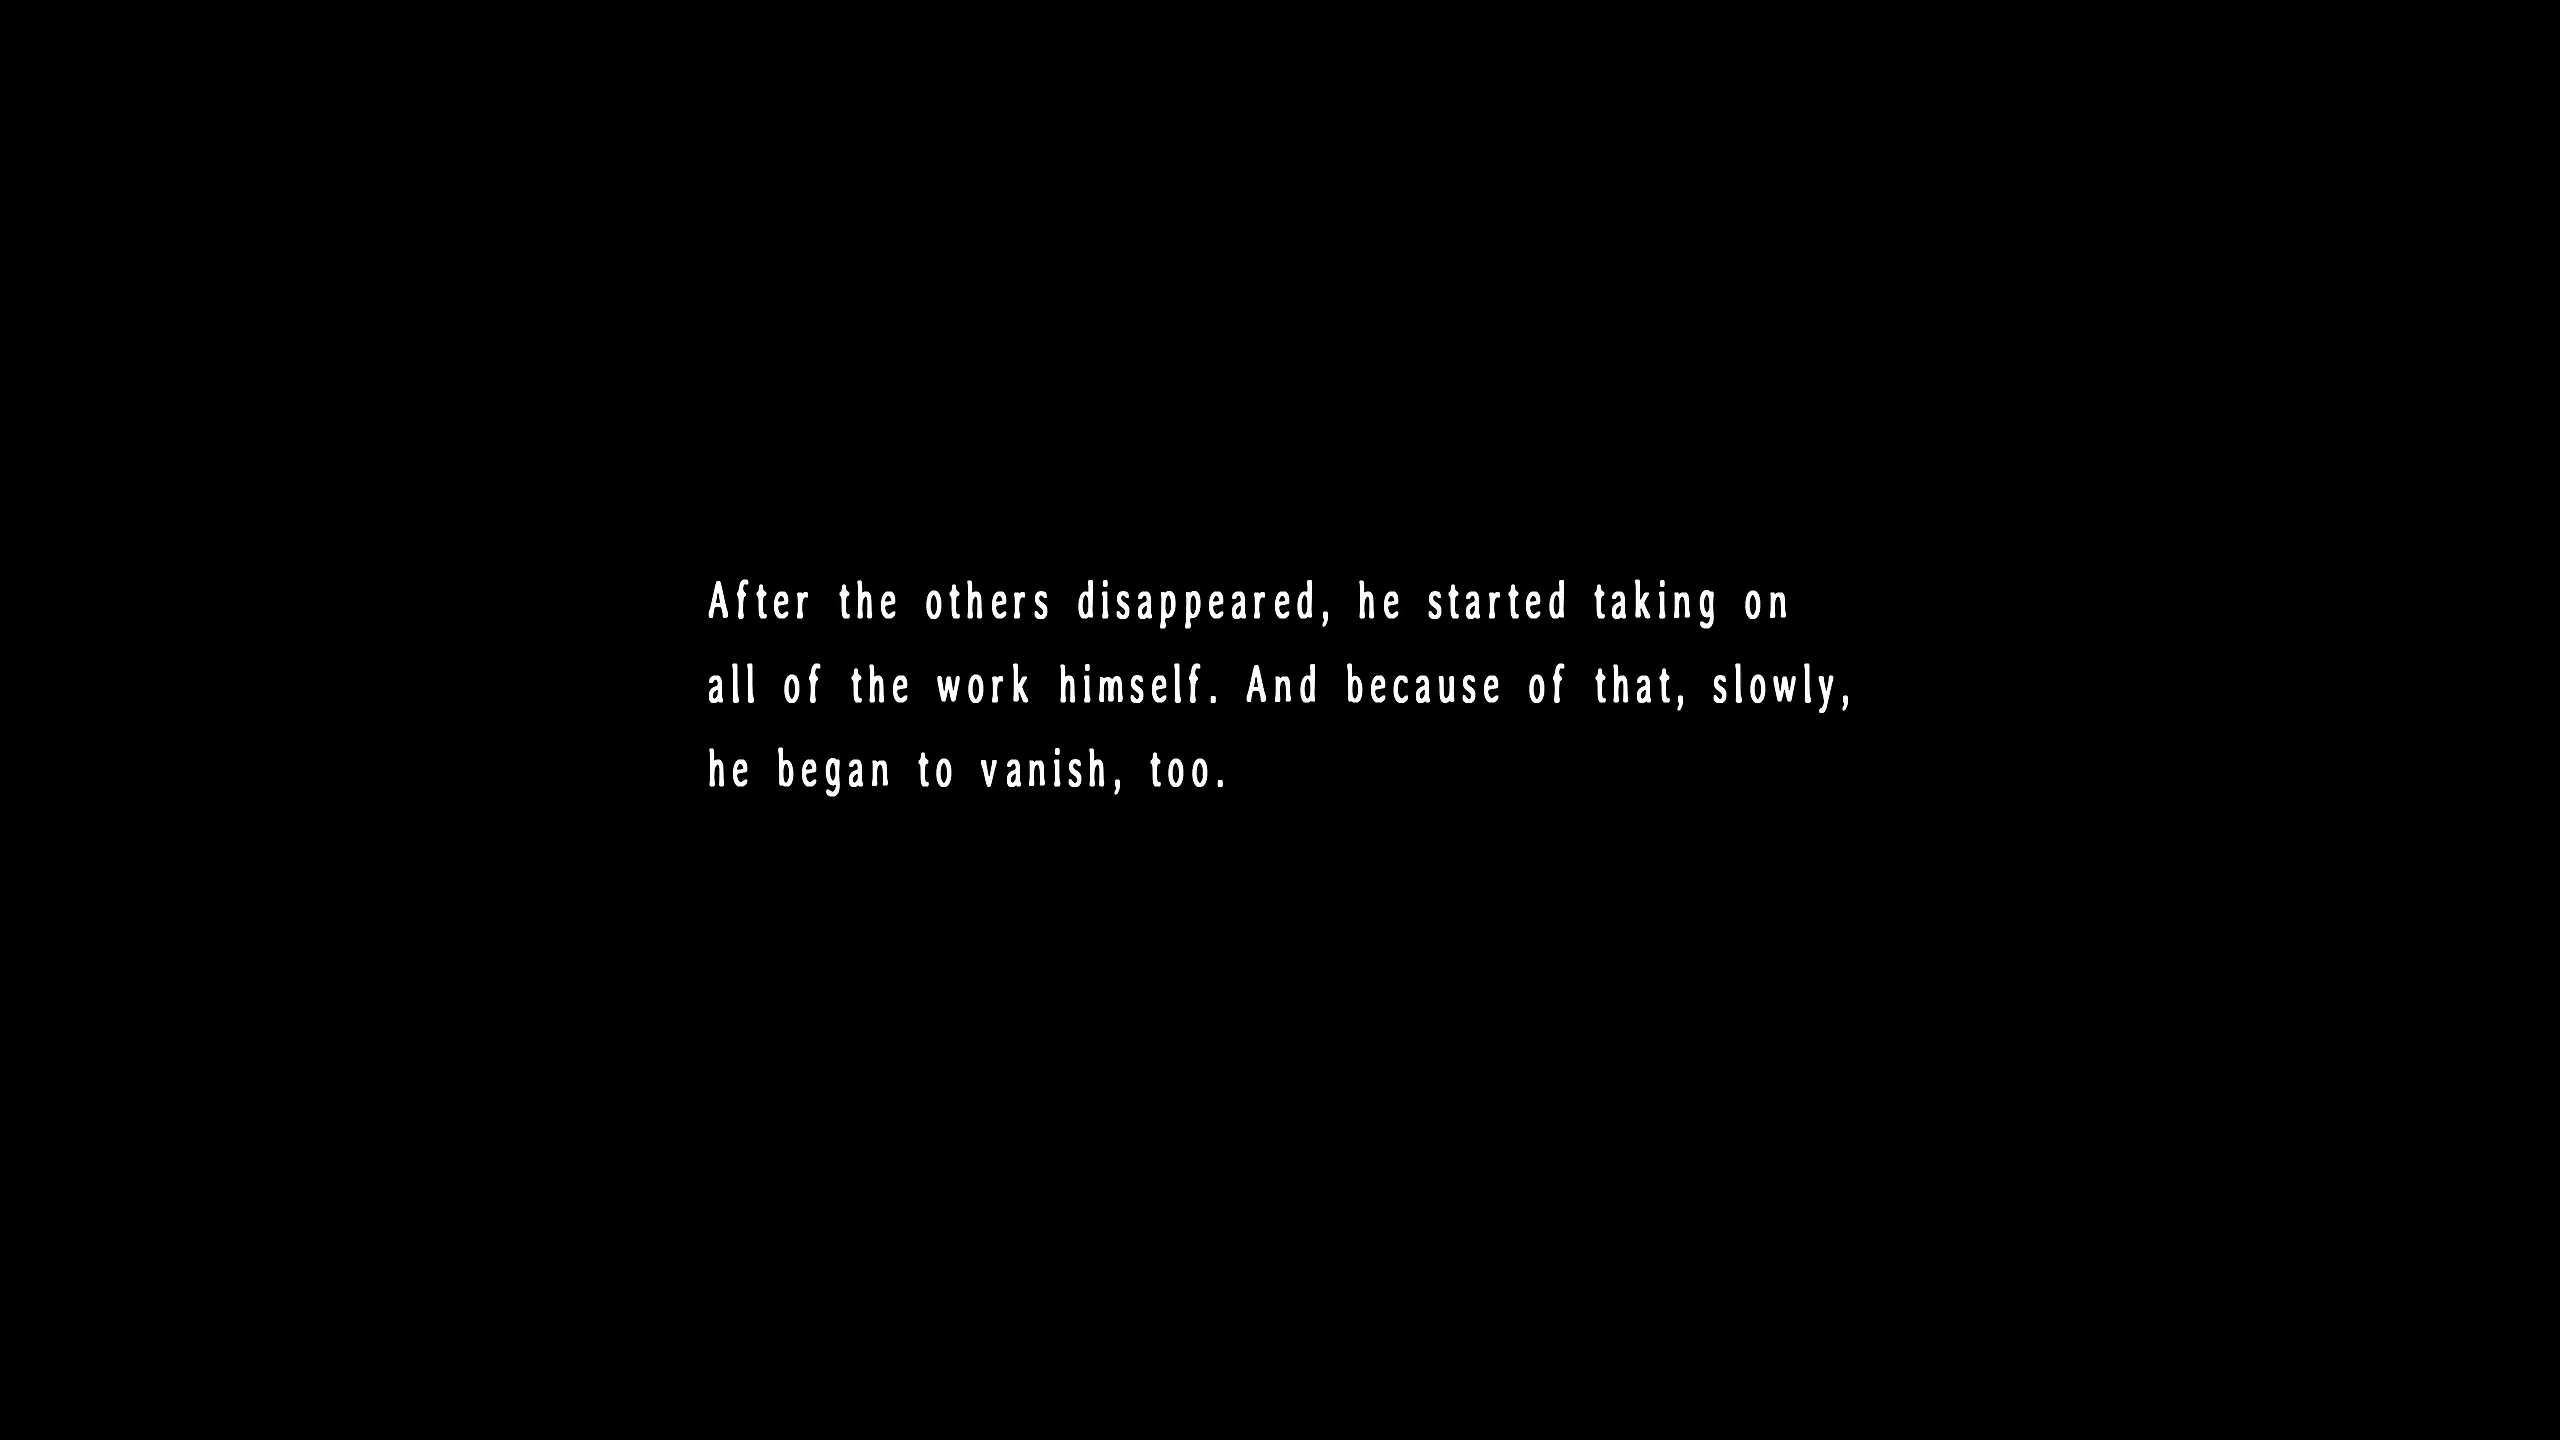 After the others disappeared, he started taking on
all of the work himself. And because of that, slowly,
he began to vanish, too.